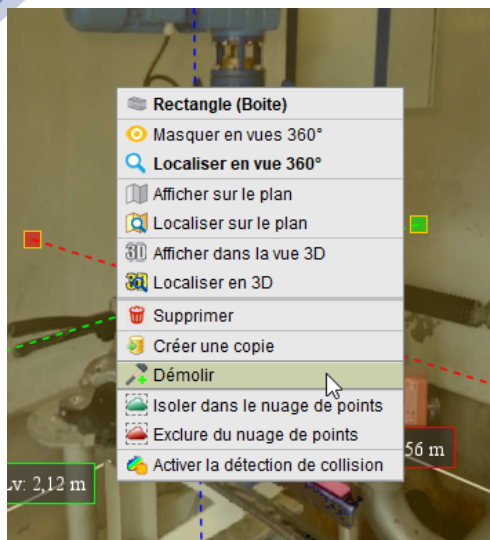 Rectangle (Boite)
Masquer en vues 360°
Localiser en vue 360°
Afficher sur le plan
Localiser sur le plan
3D Afficher dans la vue 3D
3D Localiser en 3D
Supprimer
Créer une copie
Démolir
Isoler dans le nuage de points
Exclure du nuage de points
56 m
Activer la détection de collision
Lv: 2,12 m